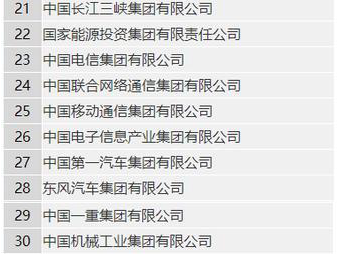 21 中国长江三峡集团有限公司
22 国家能源投资集团有限责任公司
23 中国电信集团有限公司
24 中国联合网络通信集团有限公司
25 中国移动通信集团有限公司
26 中国电子信息产业集团有限公司
27 中国第一汽车集团有限公司
28 东风汽车集团有限公司
29 中国一重集团有限公司
30 中国机械工业集团有限公司